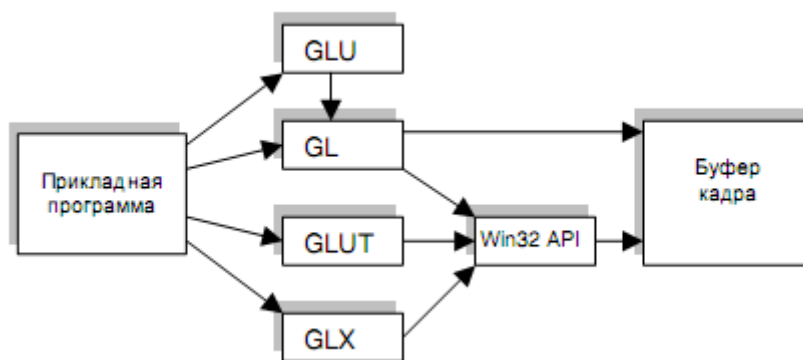 GLU
GL
Прикладная
программа
Буфер
кадра
GLUT
Win32 API
GLX